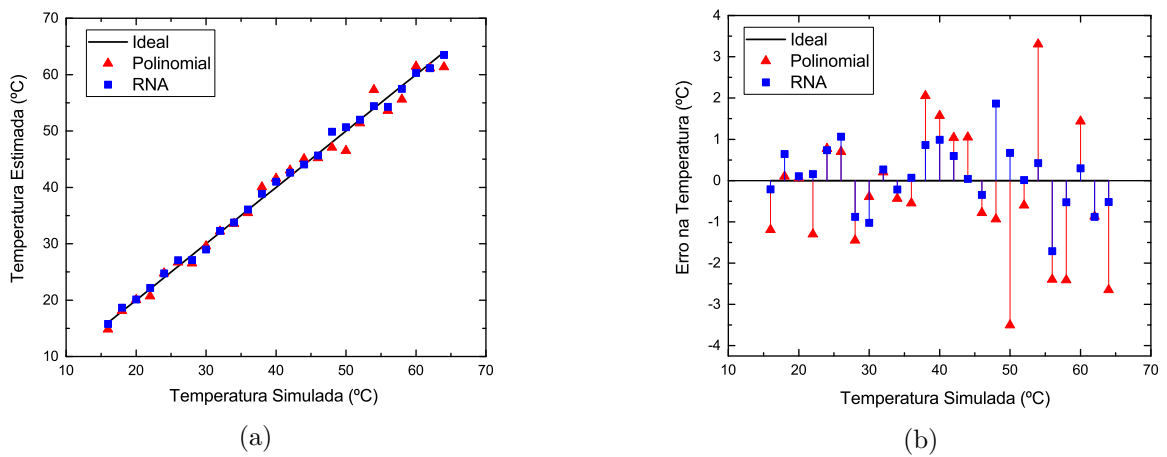 70
60
50
40
30
20
10
Temperatura Estimada (ºC)
Ideal
Polinomial
RNA
10
20
30
40
50
60
70
Temperatura Simulada (ºC)
(a)
4
3
2
1
0
-1
-2
-3
-4
Erro na Temperatura (ºC)
Ideal
Polinomial
RNA
10
20
30
40
50
60
70
Temperatura Simulada (ºC)
(b)